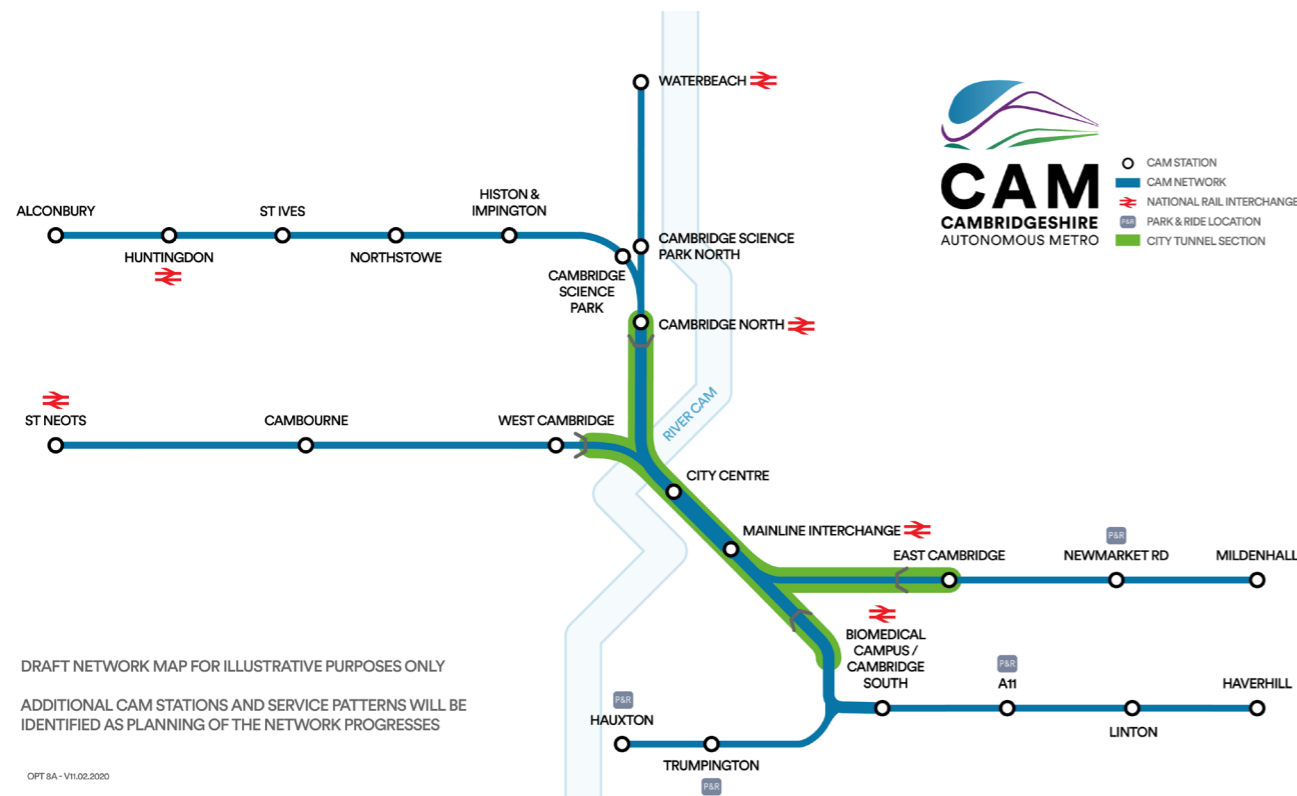 WATERBEACH
CAM
CAMBRIDGESHIRE
AUTONOMOUS METRO
CAM STATION
CAM NETWORK
NATIONAL RAIL INTERCHANGE
P&R
PARK & RIDE LOCATION
CITY TUNNEL SECTION
ALCONBURY
HUNTINGDON
ST IVES
NORTHSTOWE
HISTON &
IMPINGTON
CAMBRIDGE SCIENCE
PARK NORTH
CAMBRIDGE
SCIENCE
PARK
CAMBRIDGE NORTH
RIVER CAM
ST NEOTS
CAMBOURNE
WEST CAMBRIDGE
CITY CENTRE
MAINLINE INTERCHANGE
EAST CAMBRIDGE
P&R
NEWMARKET RD
MILDENHALL
BIOMEDICAL
CAMPUS /
CAMBRIDGE
SOUTH
P&R
A11
LINTON
HAVERHILL
P&R
HAUXTON
TRUMPINGTON
P&R
DRAFT NETWORK MAP FOR ILLUSTRATIVE PURPOSES ONLY
ADDITIONAL CAM STATIONS AND SERVICE PATTERNS WILL BE
IDENTIFIED AS PLANNING OF THE NETWORK PROGRESSES
OPT 8A - V11.02.2020